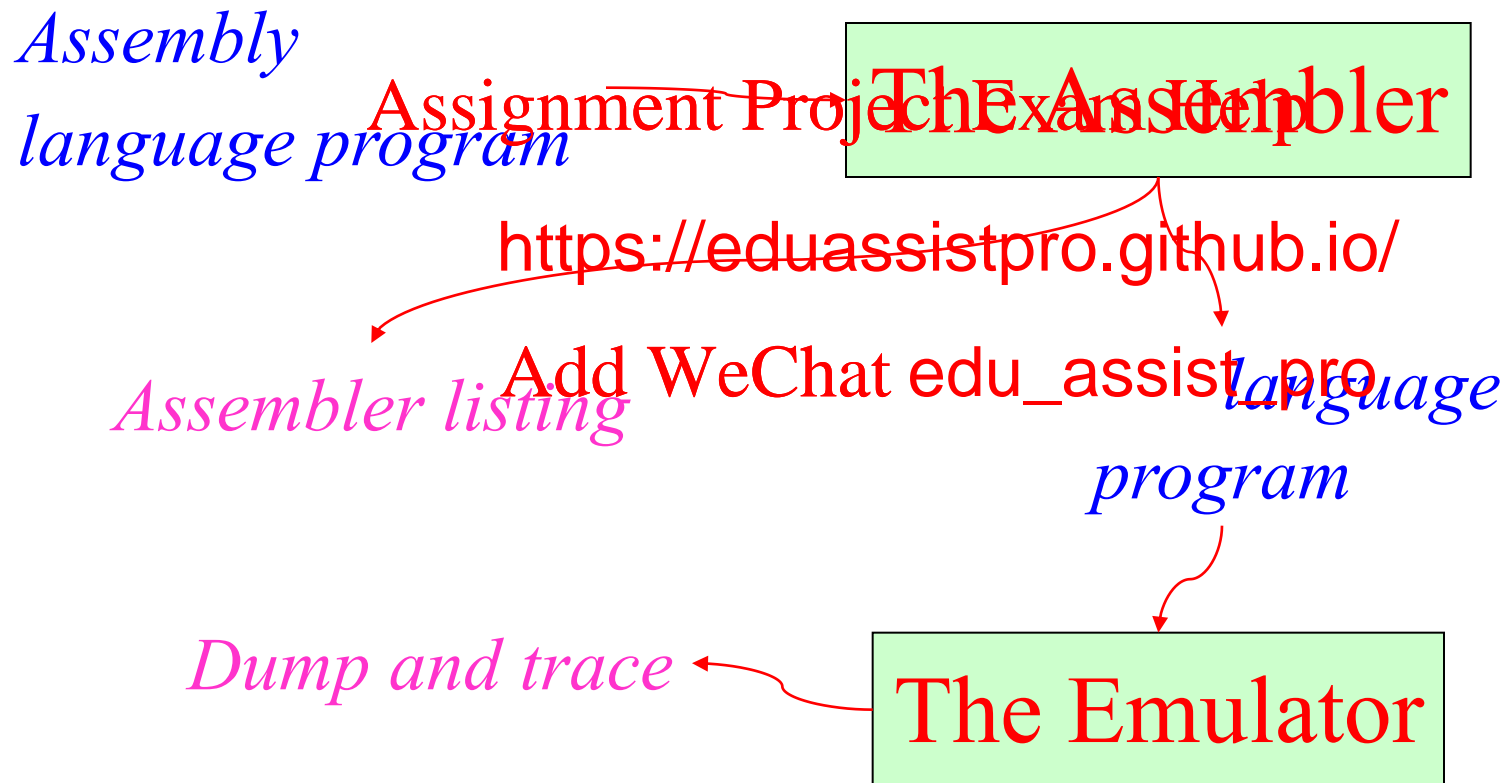 Assembly
language program
Assignment Project Exam Help
The Assembler
https://eduassistpro.github.io/
Add WeChat edu_assist_pro
Assembler listing
language
program
Dump and trace
The Emulator